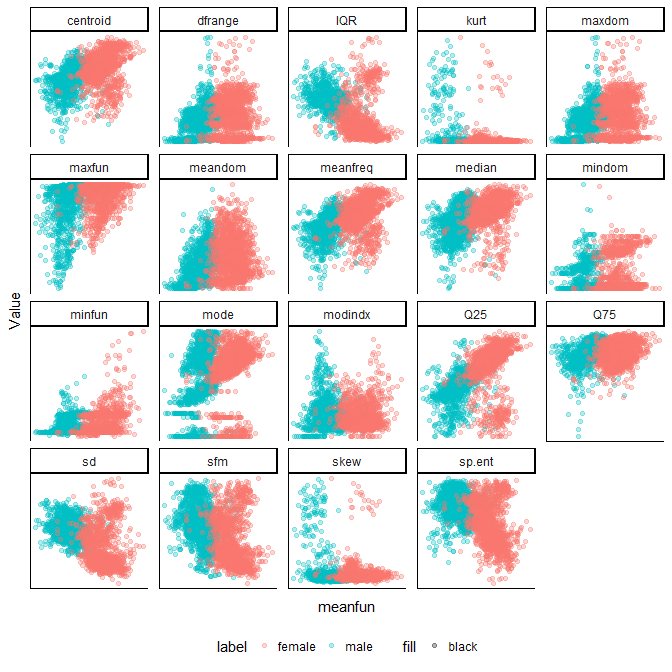 centroid dfrange IQR kurt maxdom
maxfun meandom meanfreq median mindom
minfun mode modindx Q25 Q75
sd sfm skew sp.ent
Value
meanfun
label female male fill black